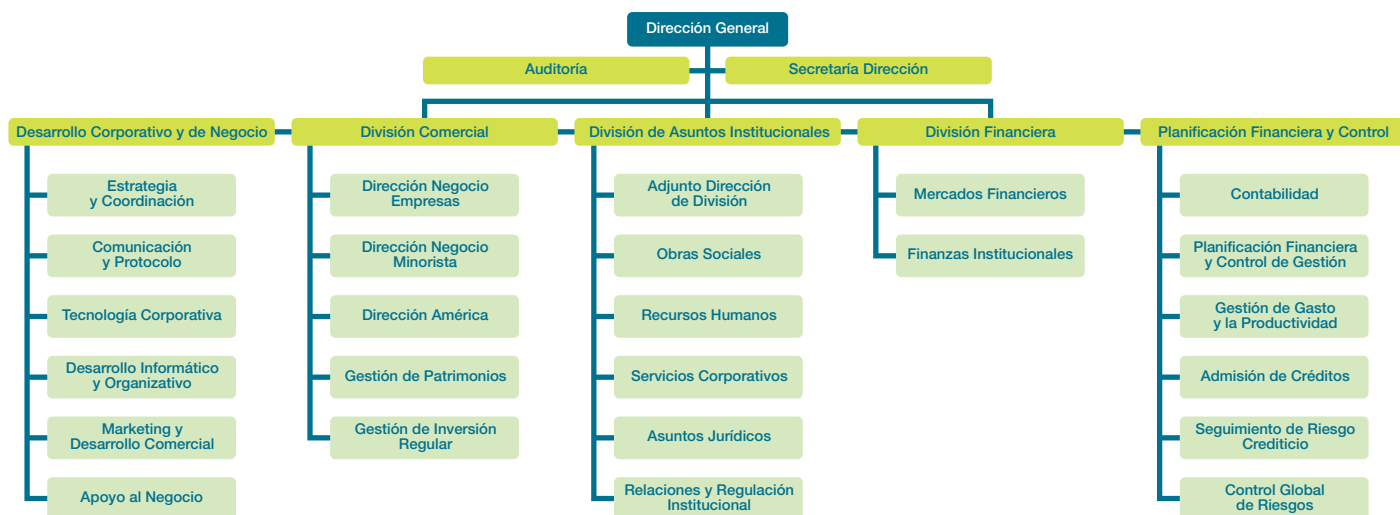 Dirección General
Auditoría
Secretaría Dirección
Desarrollo Corporativo y de Negocio
División Comercial
División de Asuntos Institucionales
División Financiera
Planificación Financiera y Control
Estrategia
y Coordinación
Comunicación
y Protocolo
Tecnología Corporativa
Desarrollo Informático
y Organizativo
Marketing y
Desarrollo Comercial
Apoyo al Negocio
Dirección Negocio
Empresas
Dirección Negocio
Minorista
Dirección América
Gestión de Patrimonios
Gestión de Inversión
Regular
Adjunto Dirección
de División
Obras Sociales
Recursos Humanos
Servicios Corporativos
Asuntos Jurídicos
Relaciones y Regulación
Institucional
Mercados Financieros
Finanzas Institucionales
Contabilidad
Planificación Financiera
y Control de Gestión
Gestión de Gasto
y la Productividad
Admisión de Créditos
Seguimiento de Riesgo
Crediticio
Control Global
de Riesgos